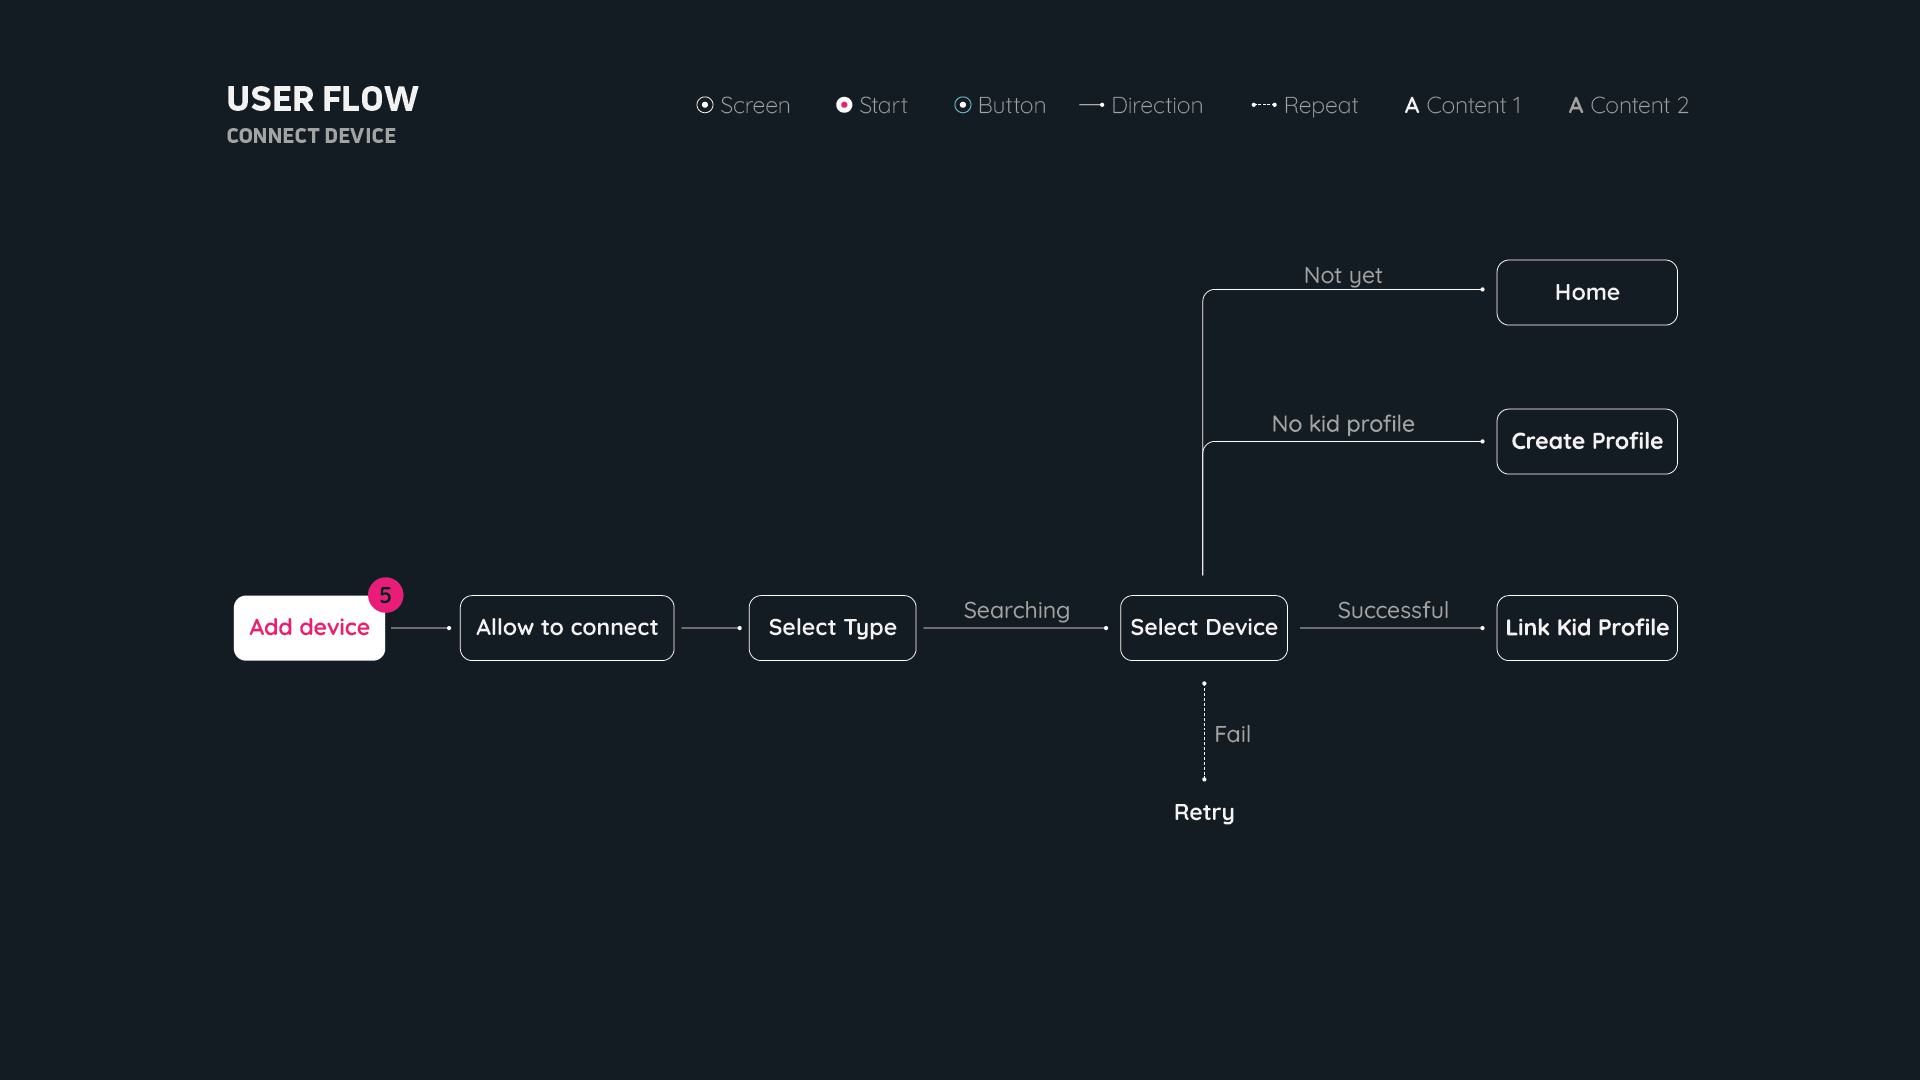 USER FLOW
CONNECT DEVICE
Screen
Start
Button
Direction
Repeat
A Content 1
A Content 2
Not yet
Home
No kid profile
Create Profile
5
Add device
Allow to connect
Select Type
Searching
Select Device
Successful
Link Kid Profile
Fail
Retry